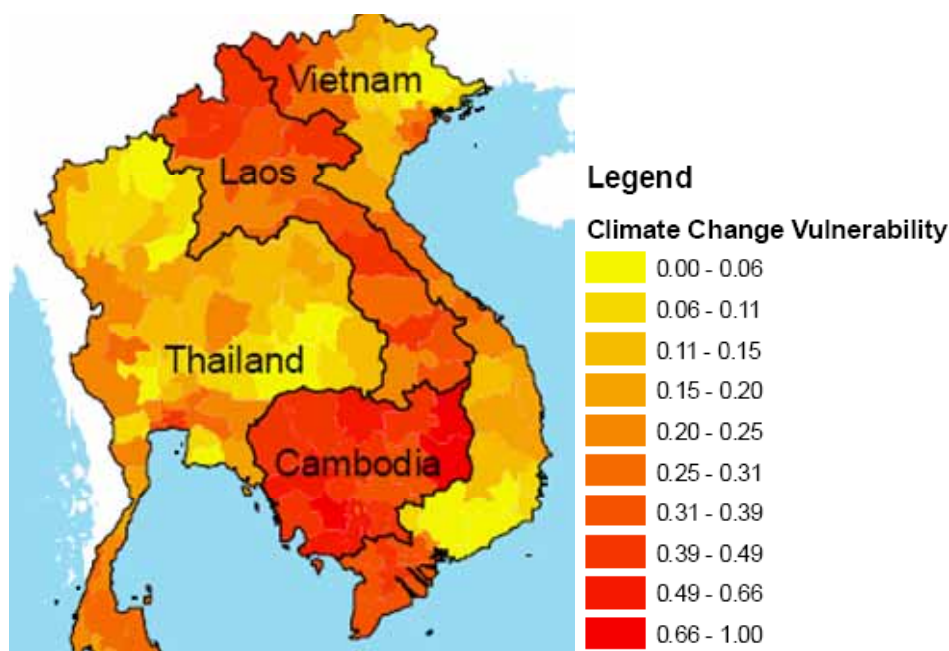 Vietnam
Laos
Thailand
Cambodia
Legend
Climate Change Vulnerability
0.00 - 0.06
0.06 - 0.11
0.11 - 0.15
0.15 - 0.20
0.20 - 0.25
0.25 - 0.31
0.31 - 0.39
0.39 - 0.49
0.49 - 0.66
0.66 - 1.00